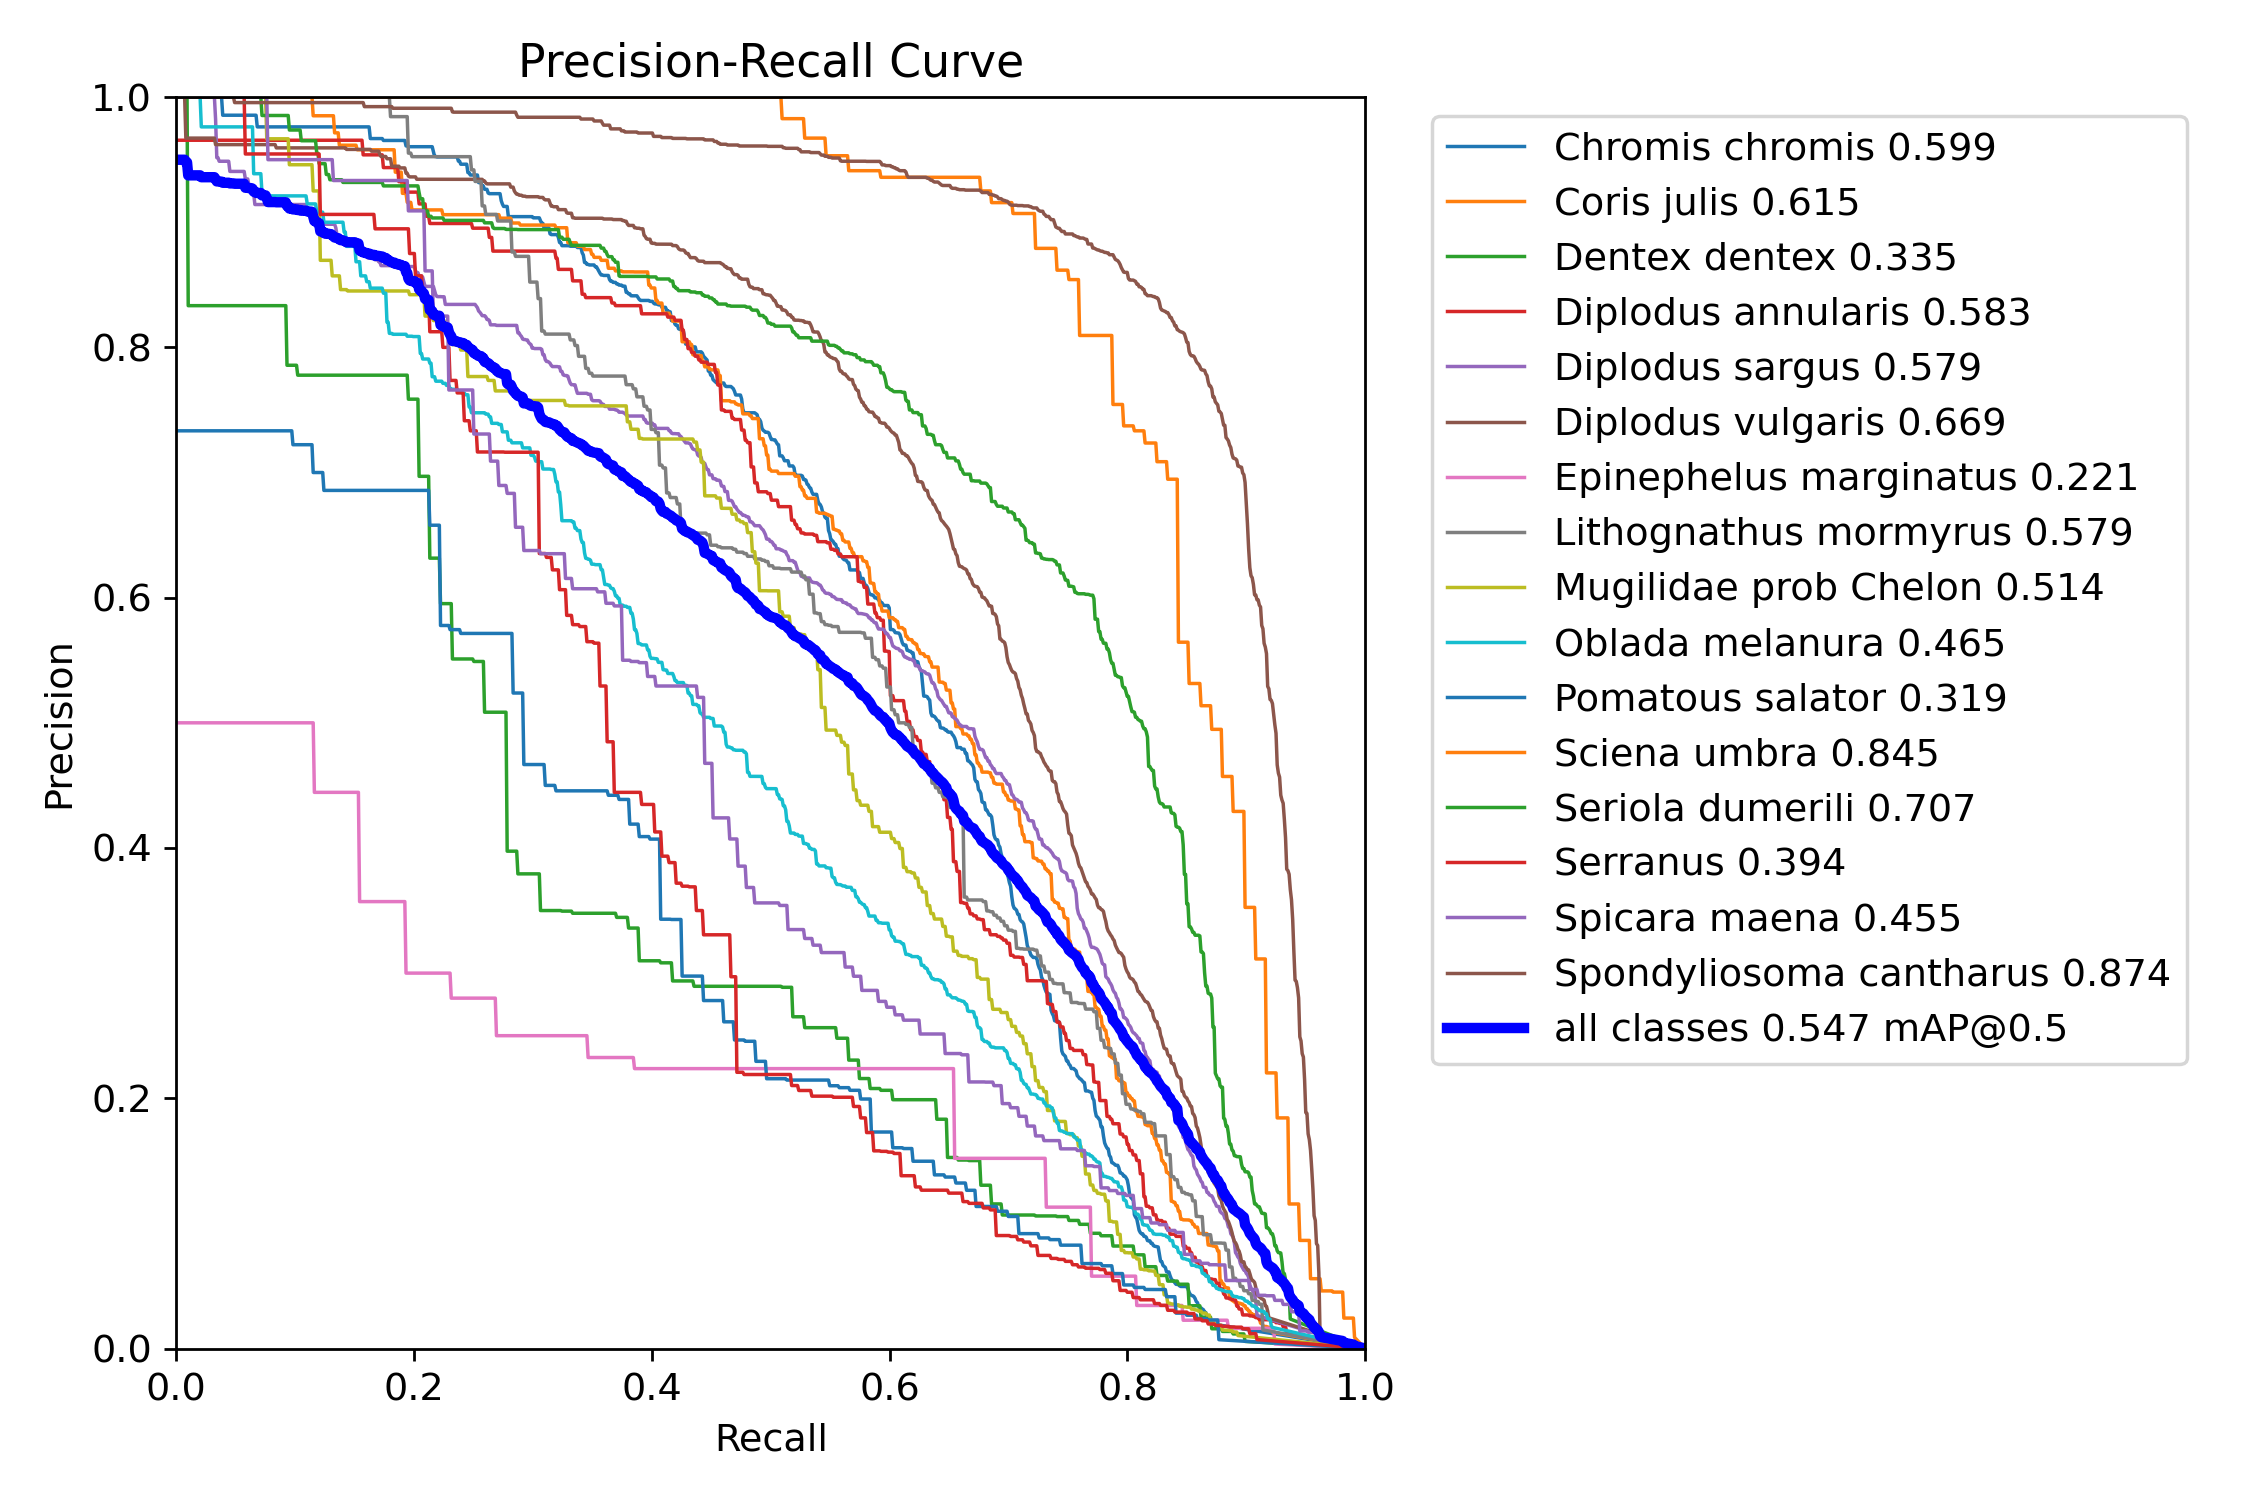 Precision-Recall Curve
1.0
0.8
0.6
0.4
0.2
0.0
Precision
0.0 0.2 0.4 0.6 0.8 1.0
Recall
Chromis chromis 0.599
Coris julis 0.615
Dentex dentex 0.335
Diplodus annularis 0.583
Diplodus sargus 0.579
Diplodus vulgaris 0.669
Epinephelus marginatus 0.221
Lithognathus mormyrus 0.579
Mugilidae prob Chelon 0.514
Oblada melanura 0.465
Pomatous salator 0.319
Sciena umbra 0.845
Seriola dumerili 0.707
Serranus 0.394
Spicara maena 0.455
Spondyliosoma cantharus 0.874
all classes 0.547 mAP@0.5